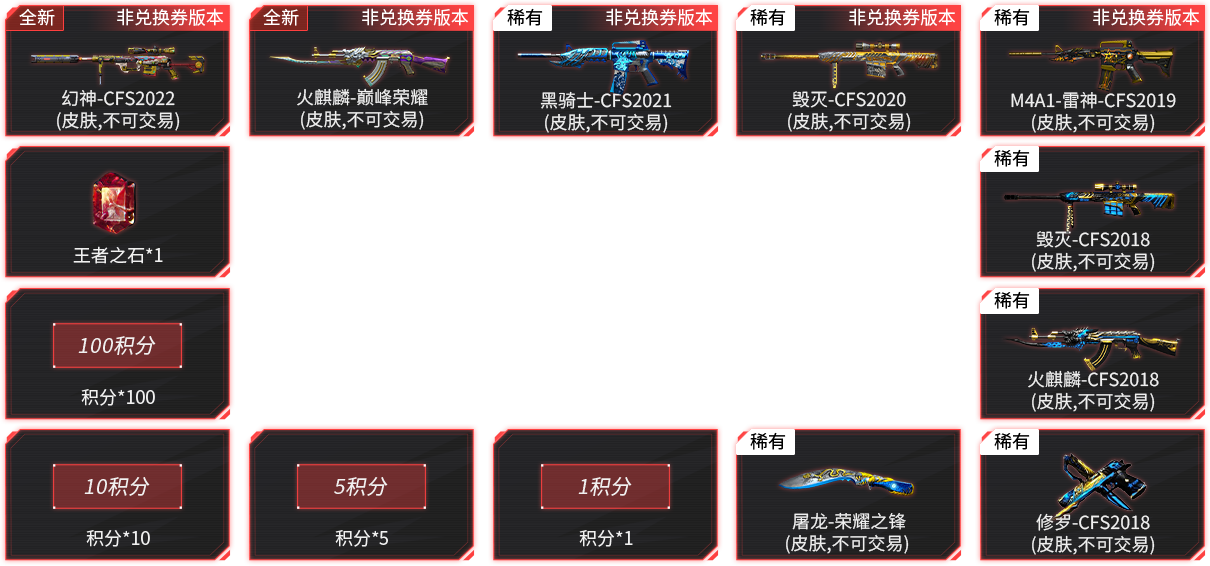 全新
非兑换券版本
幻神-CFS2022
(皮肤,不可交易)
全新
非兑换券版本
火麒麟-巅峰荣耀
(皮肤,不可交易)
稀有
非兑换券版本
黑骑士-CFS2021
(皮肤,不可交易)
稀有
非兑换券版本
毁灭-CFS2020
(皮肤,不可交易)
稀有
非兑换券版本
M4A1-雷神-CFS2019
(皮肤,不可交易)
王者之石*1
稀有
毁灭-CFS2018
(皮肤,不可交易)
100积分
积分*100
稀有
火麒麟-CFS2018
(皮肤,不可交易)
10积分
积分*10
5积分
积分*5
1积分
积分*1
稀有
屠龙-荣耀之锋
(皮肤,不可交易)
稀有
修罗-CFS2018
(皮肤,不可交易)